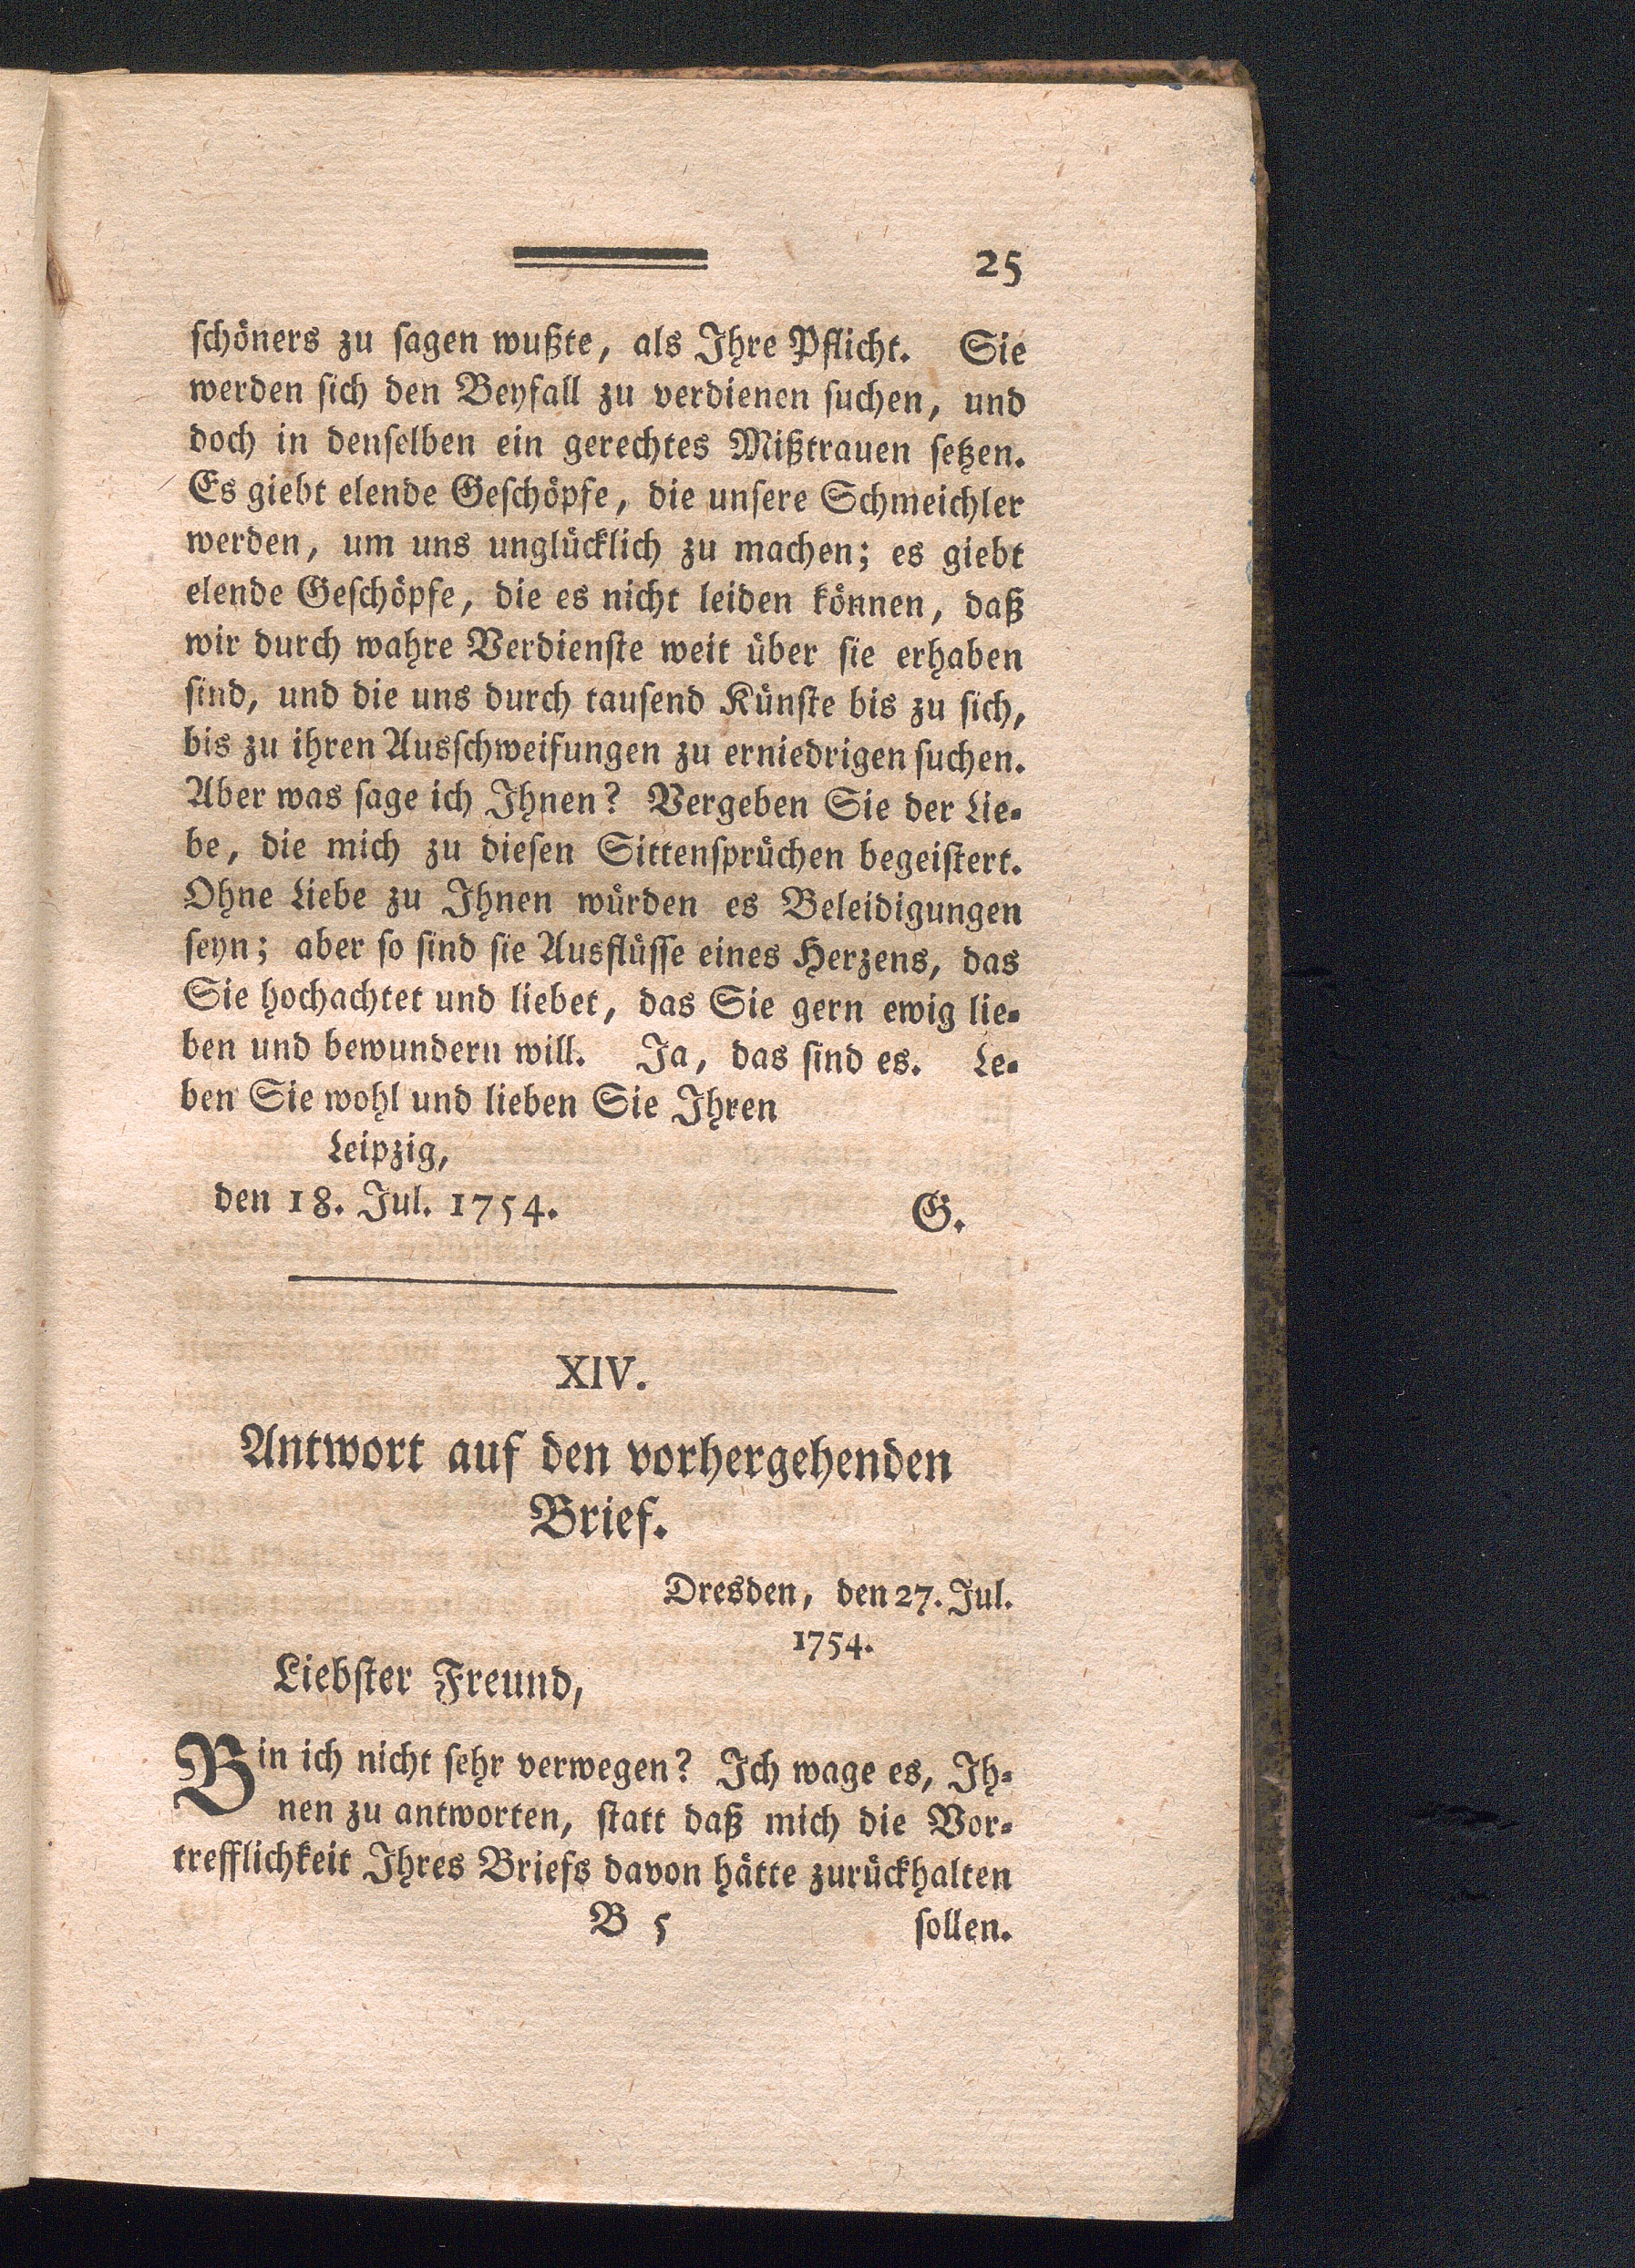 25
schöners zu sagen wußte, als Ihre Pflicht. Sie
werden sich den Beyfall zu verdienen suchen, und
doch in denselben ein gerechtes Mißtrauen setzen.
Es giebt elende Geschöpfe, die unsere Schmeichler
werden, um uns unglücklich zu machen; es giebt
elende Geschöpfe, die es nicht leiden können, daß
wir durch wahre Verdienste weit über sie erhaben
sind, und die uns durch tausend Künste bis zu sich,
bis zu ihren Ausschweifungen zu erniedrigen suchen.
Aber was sage ich Ihnen? Vergeben Sie der Lie-
be, die mich zu diesen Sittensprüchen begeistert.
Ohne Liebe zu Ihnen würden es Beleidigungen
seyn; aber so sind sie Ausflüsse eines Herzens, das
Sie hochachtet und liebet, das Sie gern ewig lie-
ben und bewundern will. Ja, das sind es. Le-
ben Sie wohl und lieben Sie Ihren
Leipzig,
den 18. Jul. 1754. G.
XIV.
Antwort auf den vorhergehenden
Brief.
Dresden, den 27. Jul.
1754.
Liebster Freund,
Bin ich nicht sehr verwegen? Ich wage es, Ih-
nen zu antworten, statt daß mich die Vor-
trefflichkeit Ihres Briefs davon hätte zurückhalten
B 5 sollen.